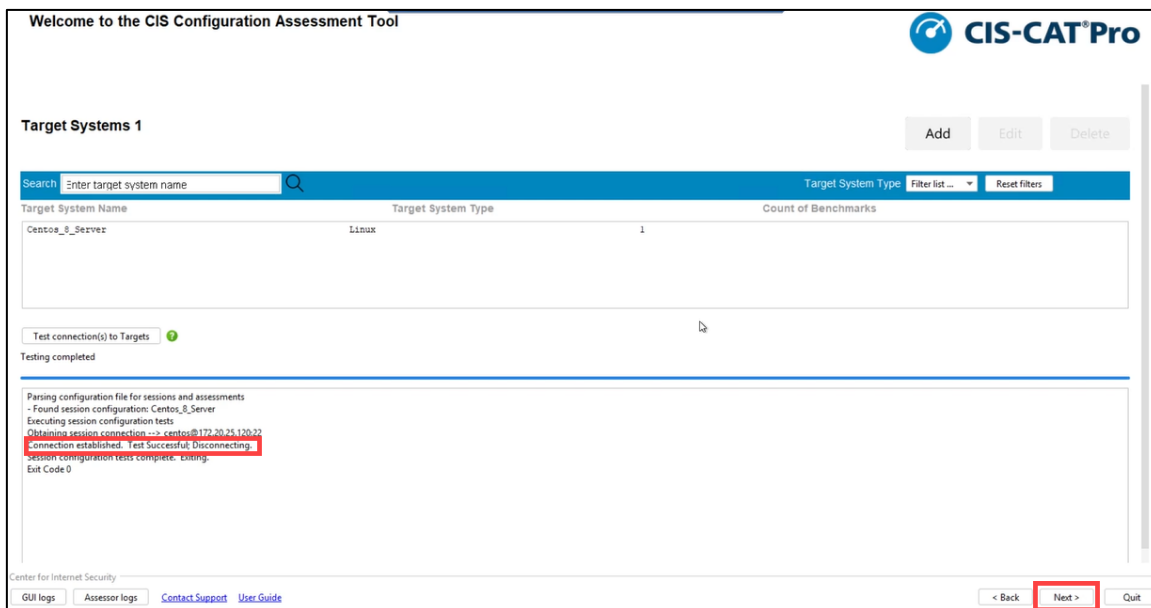 Welcome to the CIS Configuration Assessment Tool
CIS-CAT®Pro
Target Systems 1
Add Edit Delete
Search Enter target system name Target System Type Filter list ... Reset filters
Target System Name Target System Type Count of Benchmarks
Centos_8_Server Linux 1
Test connection(s) to Targets ?
Testing completed
Parsing configuration file for sessions and assessments
- Found session configuration: Centos_8_Server
Executing session configuration tests
Obtaining session connection --> centos@172.20.25.120:22
Connection established. Test Successful; Disconnecting.
Session configuration tests complete. Exiting.
Exit Code 0
Center for Internet Security
GUI logs Assessor logs Contact Support User Guide < Back Next > Quit